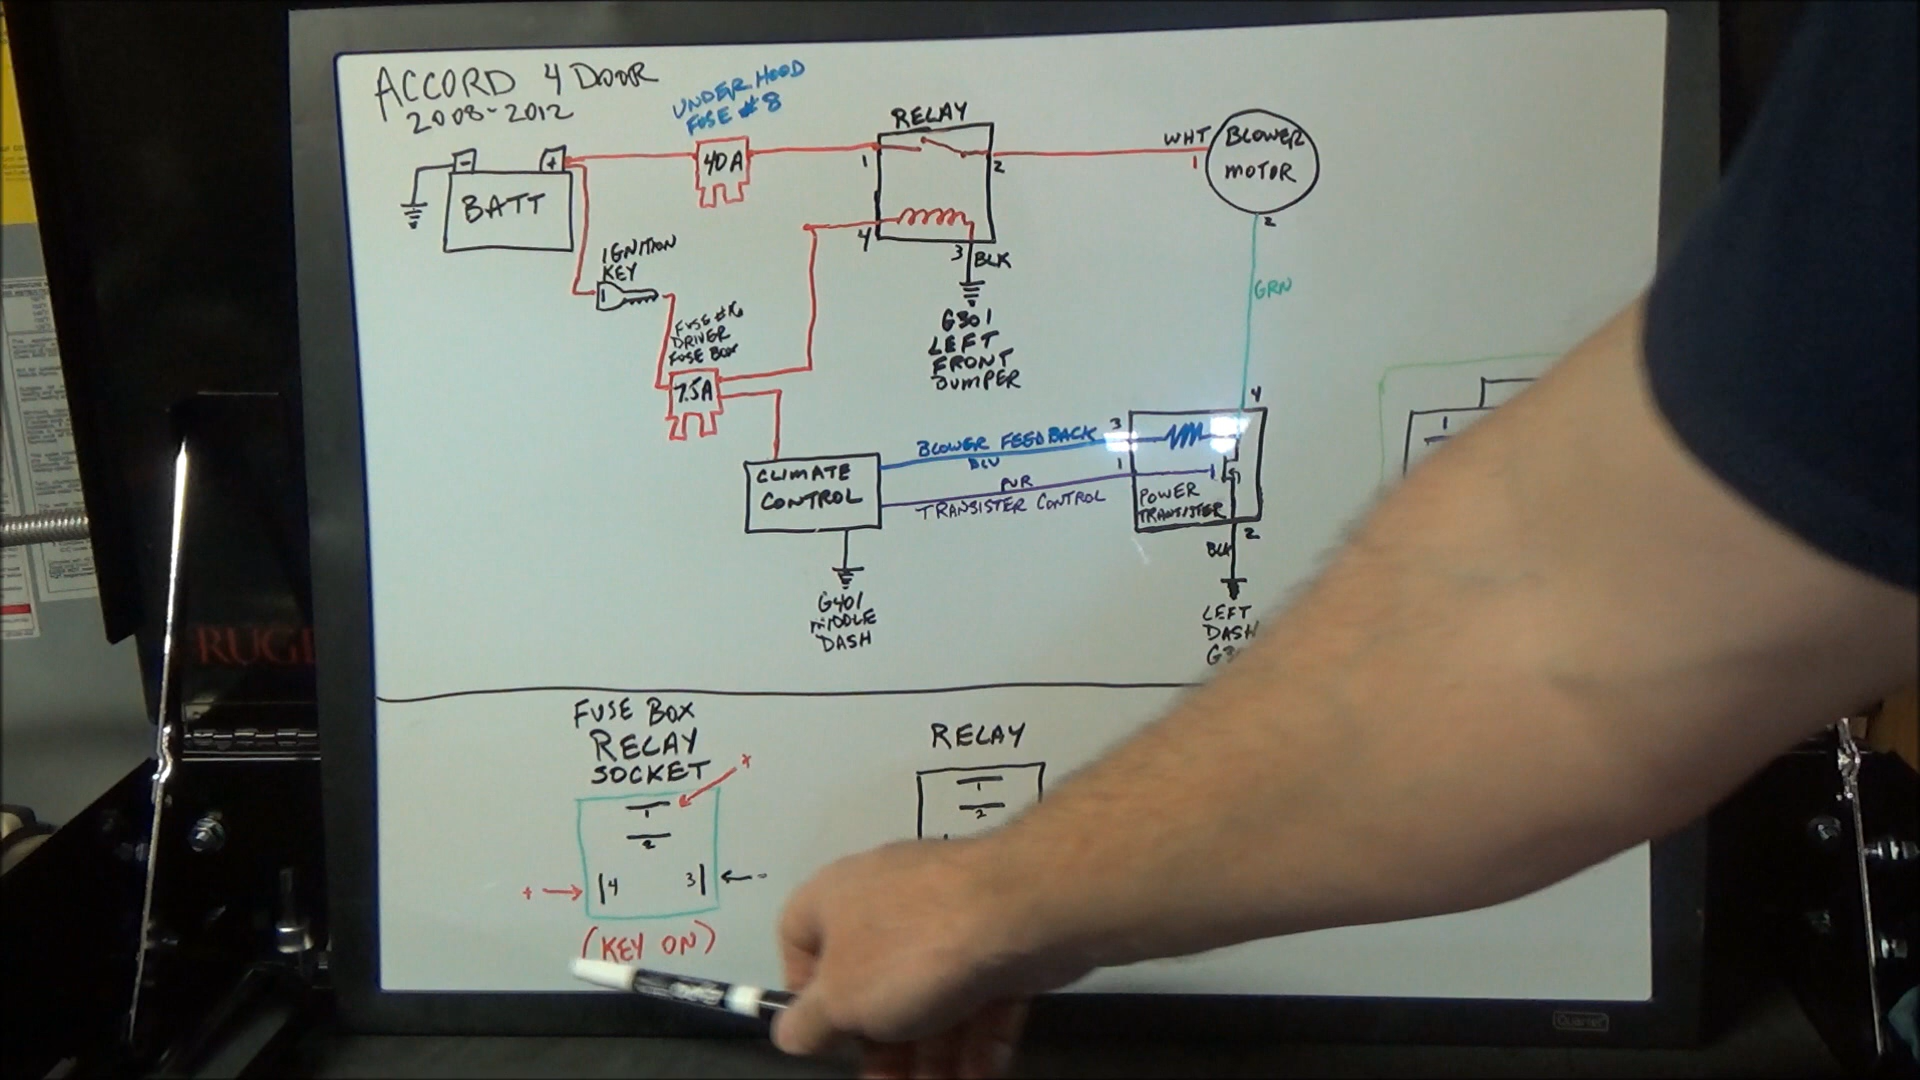 ACCORD 4 DOOR
2008-2012
UNDER HOOD
FUSE #8
RELAY
40A
1
2
WHT
1
BLOWER
MOTOR
2
-
+
BATT
IGNITION
KEY
4
3
BLK
G301
LEFT
FRONT
BUMPER
GRN
FUSE #16
DRIVER
FUSE BOX
7.5A
4
CLIMATE
CONTROL
BLOWER FEEDBACK
BLU
3
PUR
TRANSISTER CONTROL
1
POWER
TRANSISTER
2
BLK
G401
MIDDLE
DASH
LEFT
DASH
1
RUG
FUSE BOX
RELAY
SOCKET
+
1
2
+
4
3
-
(KEY ON)
RELAY
1
2
Quartet